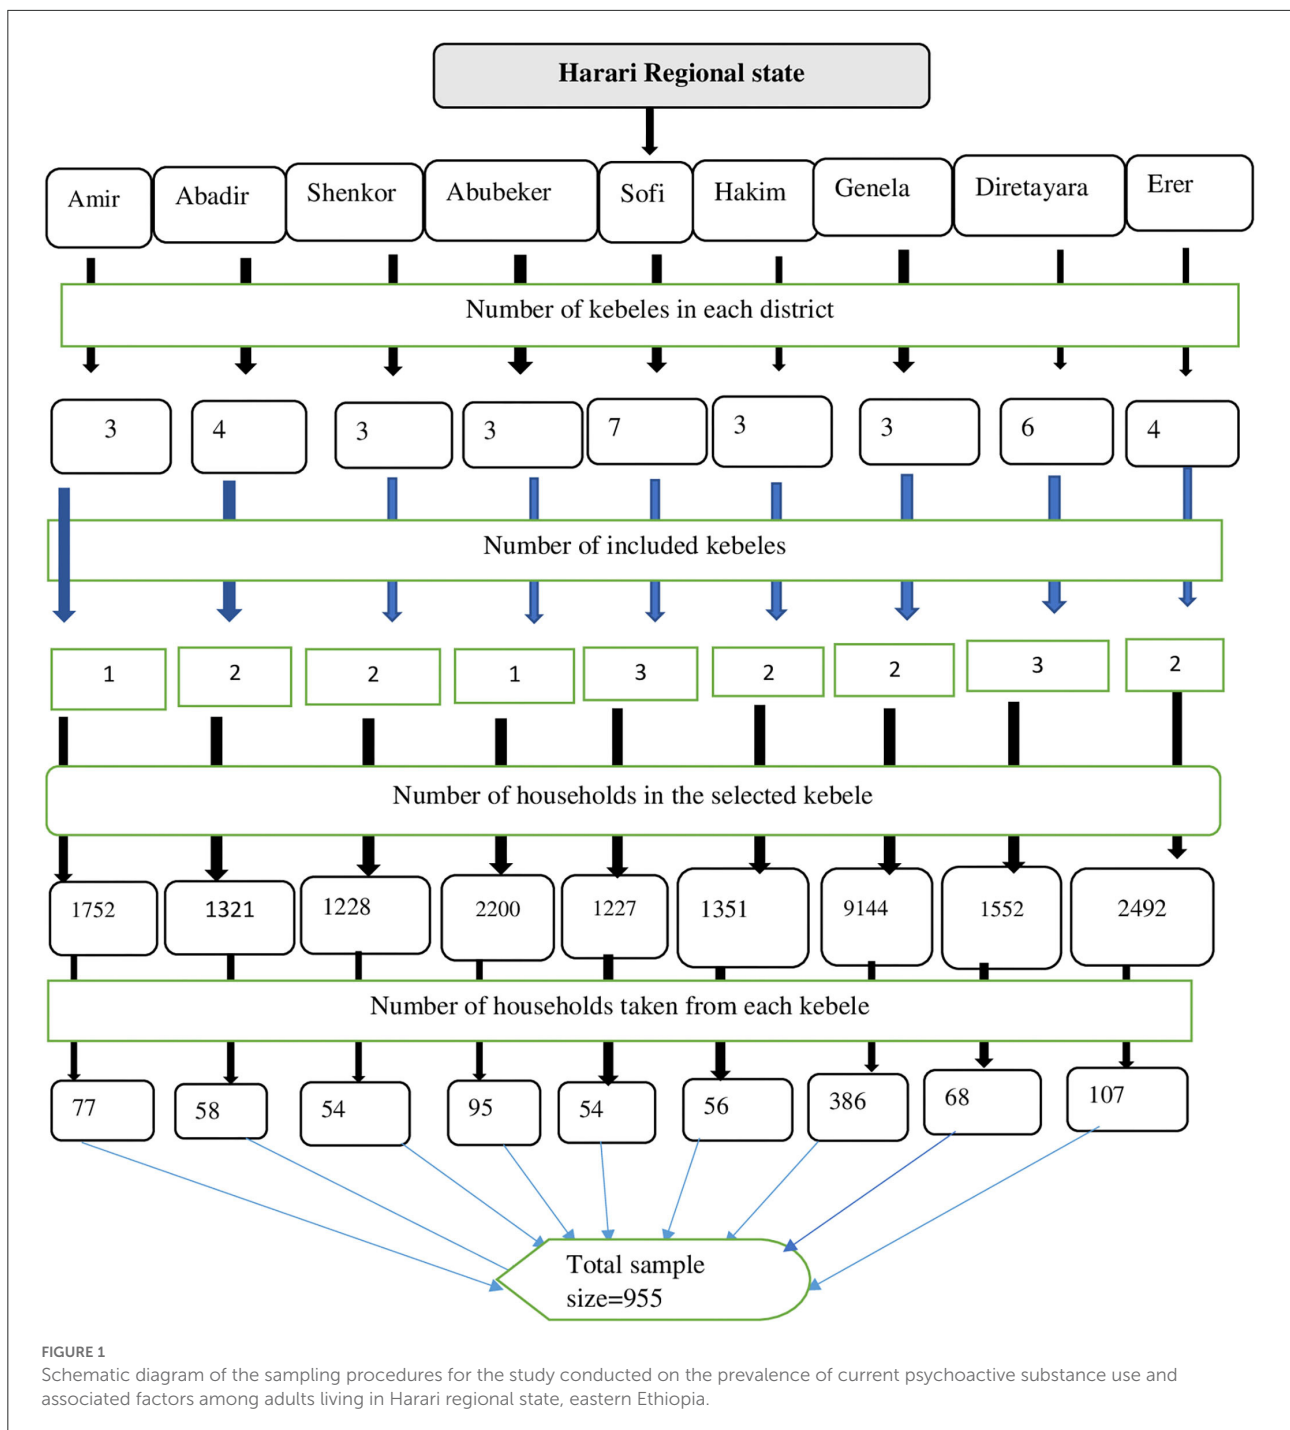 Harari Regional state
Amir Abadir Shenkor Abubeker Sofi Hakim Genela Diretayara Erer
Number of kebeles in each district
3 4 3 3 7 3 3 6 4
Number of included kebeles
1 2 2 1 3 2 2 3 2
Number of households in the selected kebele
1752 1321 1228 2200 1227 1351 9144 1552 2492
Number of households taken from each kebele
77 58 54 95 54 56 386 68 107
Total sample
size=955
FIGURE 1
Schematic diagram of the sampling procedures for the study conducted on the prevalence of current psychoactive substance use and
associated factors among adults living in Harari regional state, eastern Ethiopia.